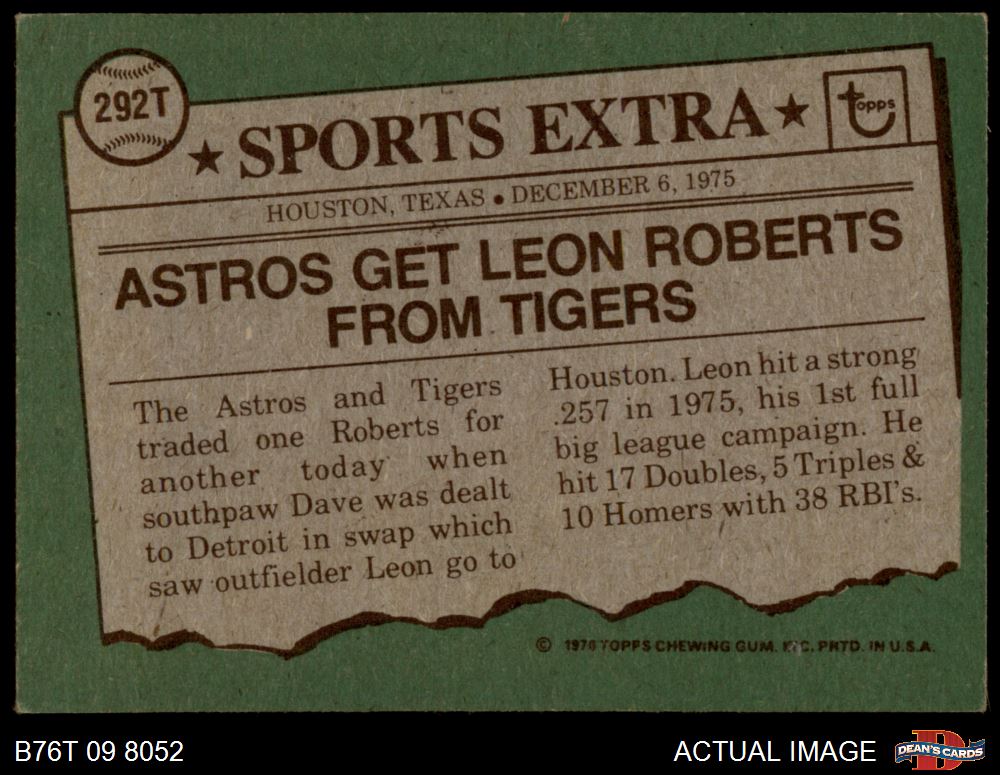 292T
★ SPORTS EXTRA ★
topps
HOUSTON, TEXAS • DECEMBER 6, 1975
ASTROS GET LEON ROBERTS
FROM TIGERS
The Astros and Tigers
traded one Roberts for
another today when
southpaw Dave was dealt
to Detroit in swap which
saw outfielder Leon go to
Houston. Leon hit a strong
.257 in 1975, his 1st full
big league campaign. He
hit 17 Doubles, 5 Triples &
10 Homers with 38 RBI's.
© 1976 TOPPS CHEWING GUM. INC. PRTD. IN U.S.A.
B76T 09 8052
ACTUAL IMAGE
DEAN'S CARDS